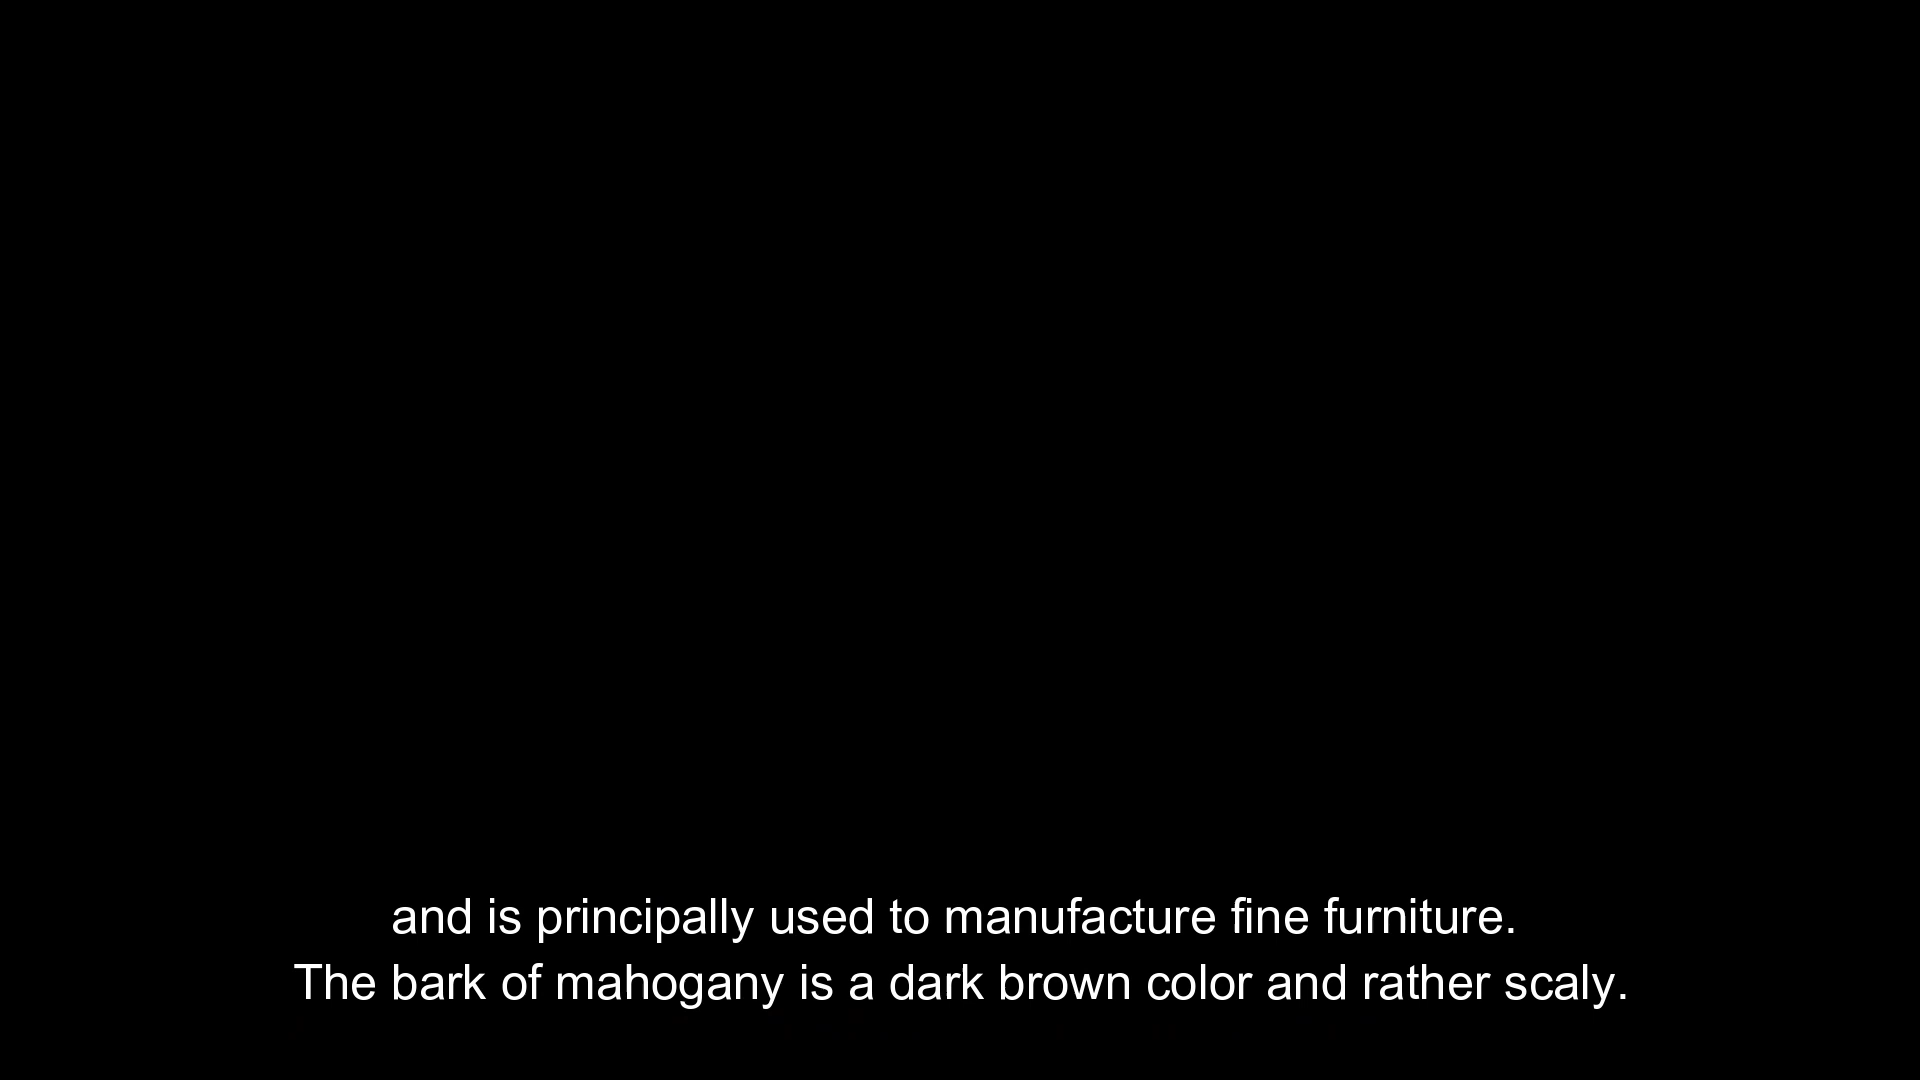 and is principally used to manufacture fine furniture.
The bark of mahogany is a dark brown color and rather scaly.